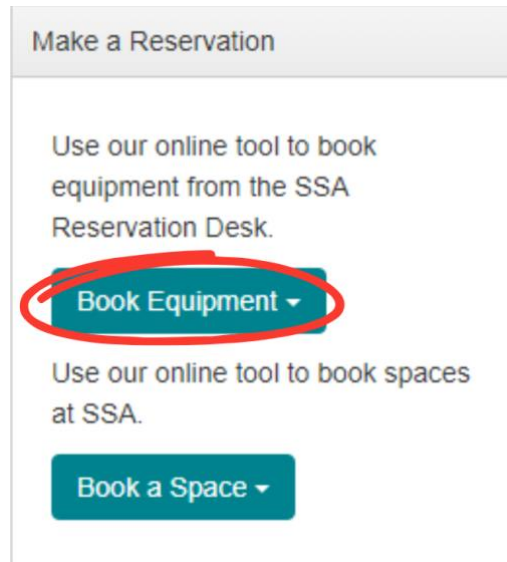 Make a Reservation
Use our online tool to book
equipment from the SSA
Reservation Desk.
Book Equipment
Use our online tool to book spaces
at SSA.
Book a Space